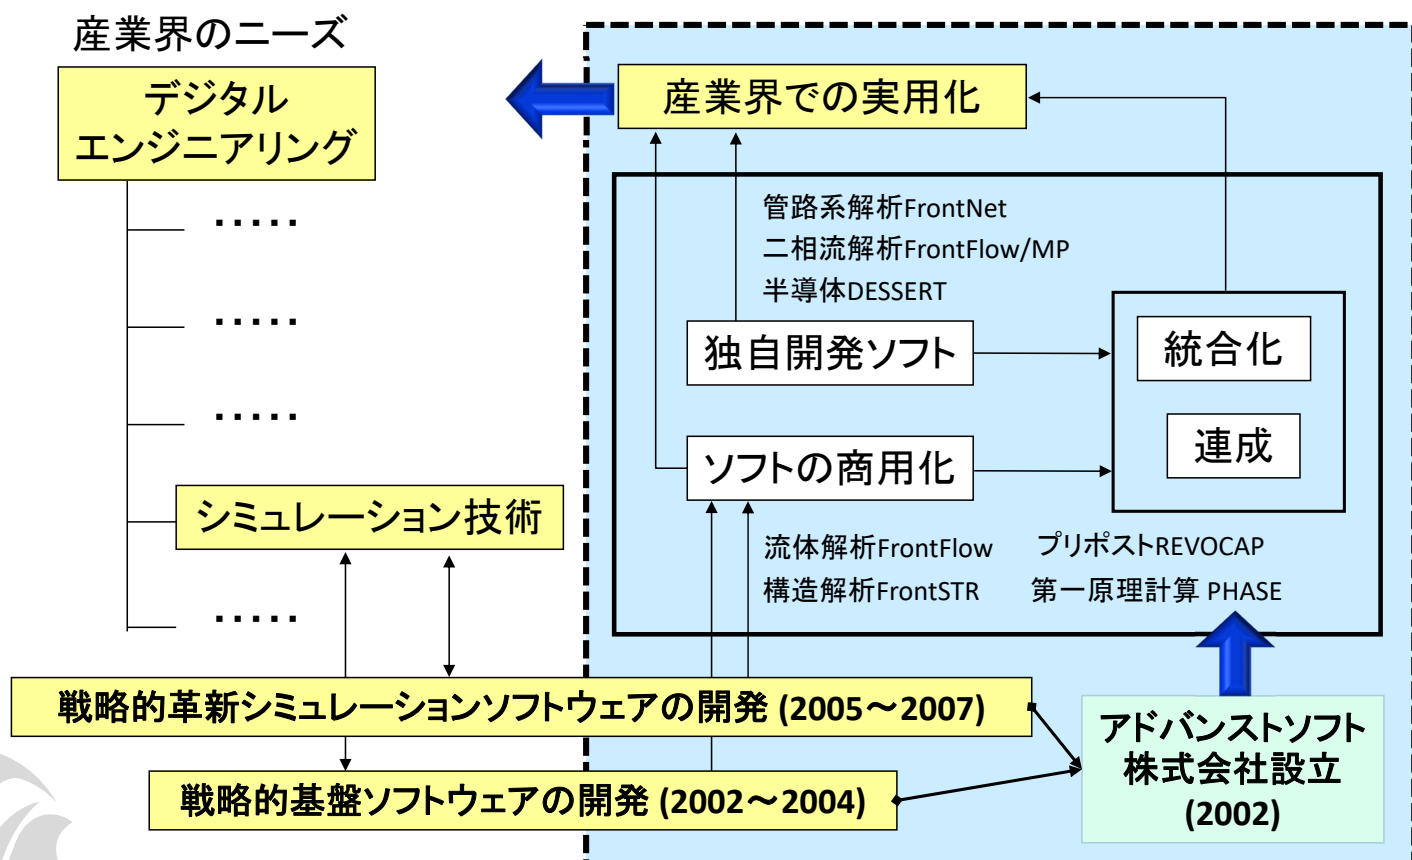 産業界のニーズ
デジタル
エンジニアリング
・・・・・
・・・・・
・・・・・
シミュレーション技術
・・・・・
産業界での実用化
管路系解析FrontNet
二相流解析FrontFlow/MP
半導体DESSERT
独自開発ソフト
統合化
連成
ソフトの商用化
流体解析FrontFlow
プリポストREVOCAP
構造解析FrontSTR
第一原理計算 PHASE
戦略的革新シミュレーションソフトウェアの開発 (2005～2007)
戦略的基盤ソフトウェアの開発 (2002～2004)
アドバンストソフト
株式会社設立
(2002)